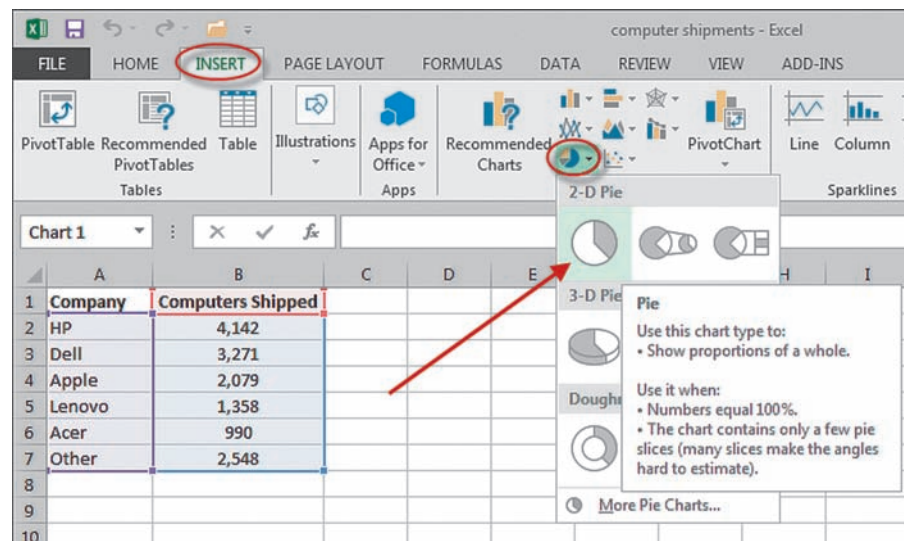 computer shipments - Excel
FILE HOME INSERT PAGE LAYOUT FORMULAS DATA REVIEW VIEW ADD-INS
PivotTable Recommended PivotTables Table Illustrations Apps for Office Recommended Charts PivotChart Line Column
Tables Apps Sparklines
2-D Pie
Chart 1 fx
A B C D E H I
1 Company Computers Shipped
2 HP 4,142
3 Dell 3,271
4 Apple 2,079
5 Lenovo 1,358
6 Acer 990
7 Other 2,548
8
9
10
3-D Pie
Pie
Use this chart type to:
• Show proportions of a whole.
Use it when:
• Numbers equal 100%.
• The chart contains only a few pie
slices (many slices make the angles
hard to estimate).
Doughn
More Pie Charts...